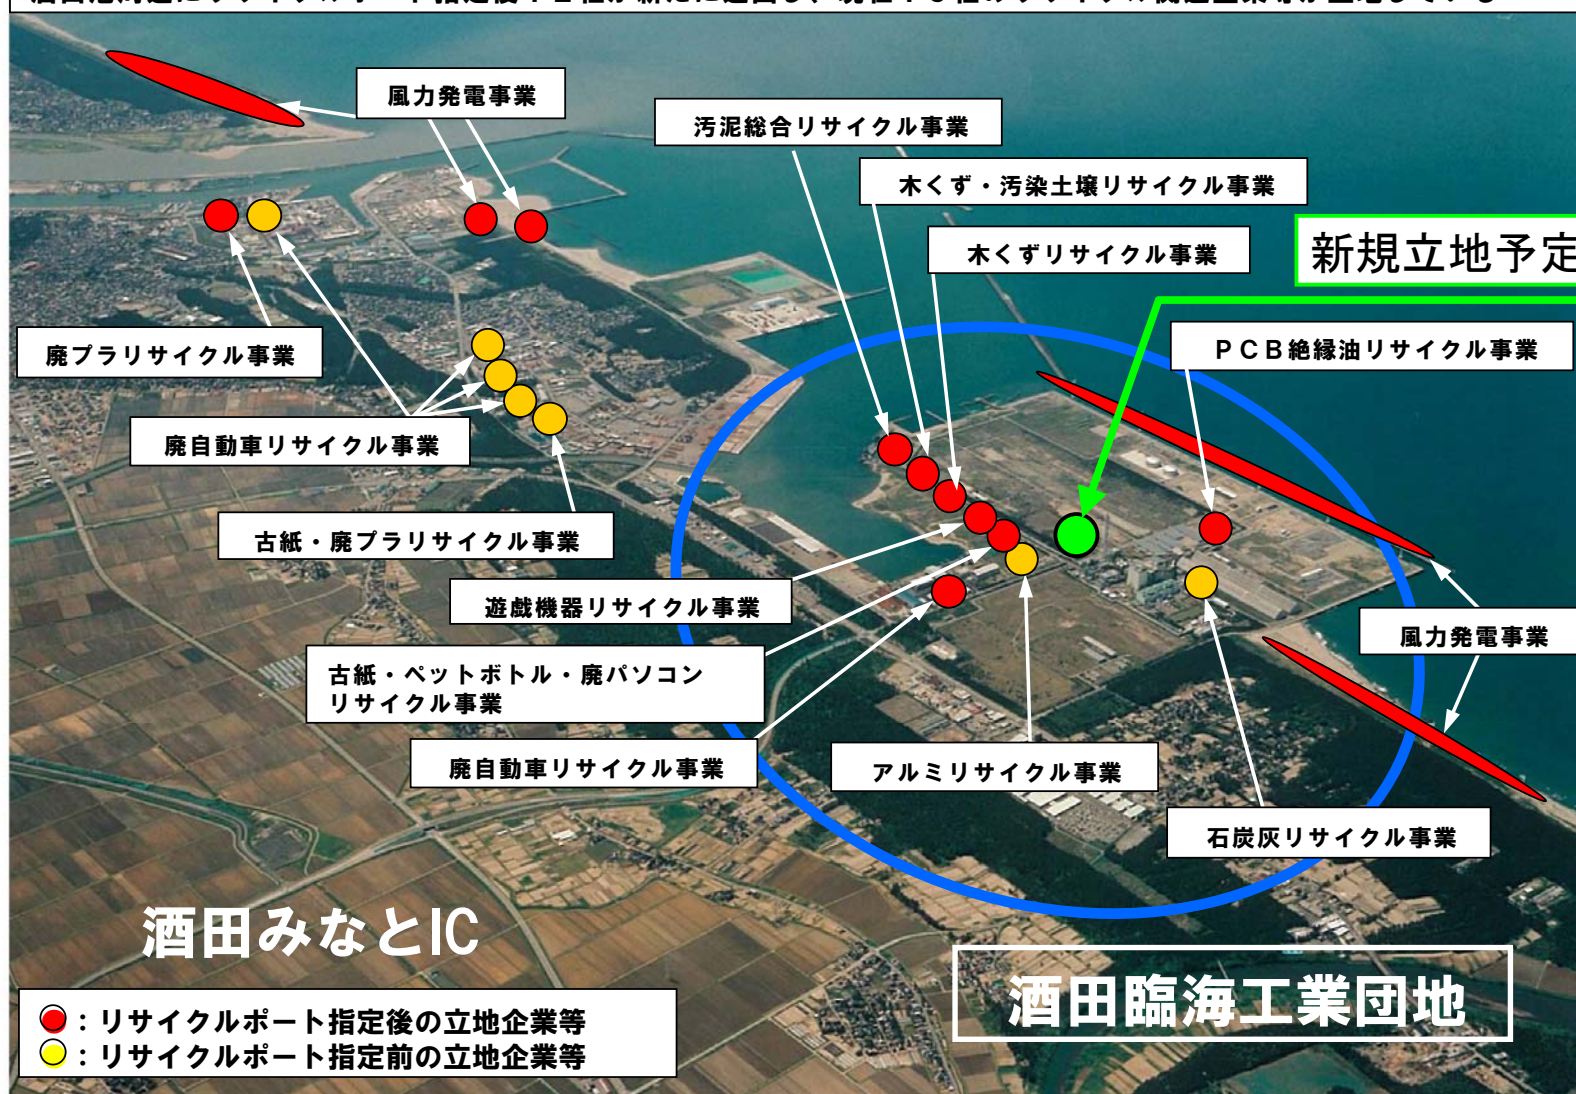 風力発電事業
汚泥総合リサイクル事業
木くず・汚染土壌リサイクル事業
木くずリサイクル事業
新規立地予定
廃プラリサイクル事業
PCB絶縁油リサイクル事業
廃自動車リサイクル事業
古紙・廃プラリサイクル事業
遊戯機器リサイクル事業
風力発電事業
古紙・ペットボトル・廃パソコン
リサイクル事業
廃自動車リサイクル事業
アルミリサイクル事業
石炭灰リサイクル事業
酒田みなとIC
酒田臨海工業団地
：リサイクルポート指定後の立地企業等
：リサイクルポート指定前の立地企業等